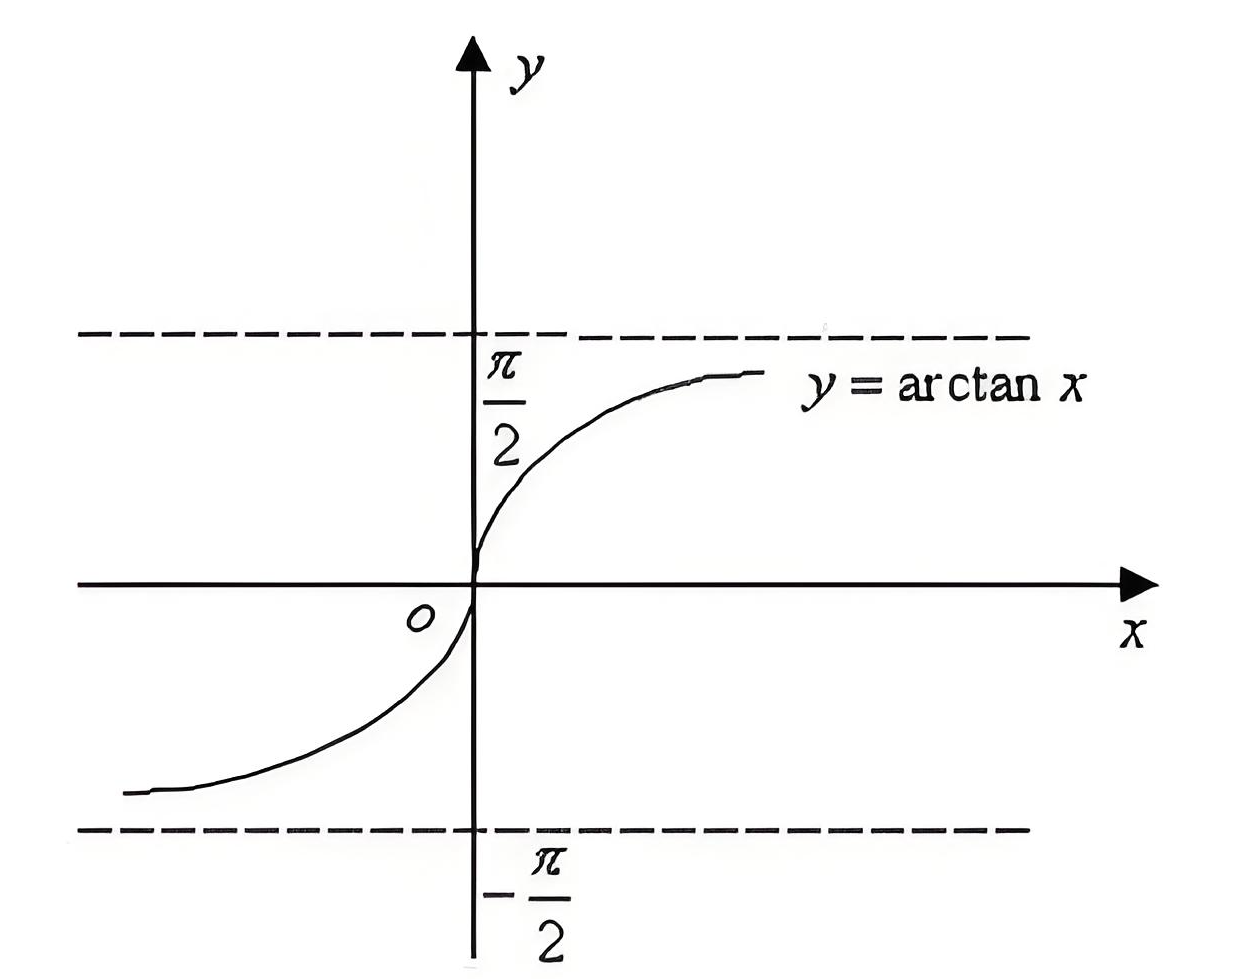 y
π
2
y = arctan x
o
x
- π
2